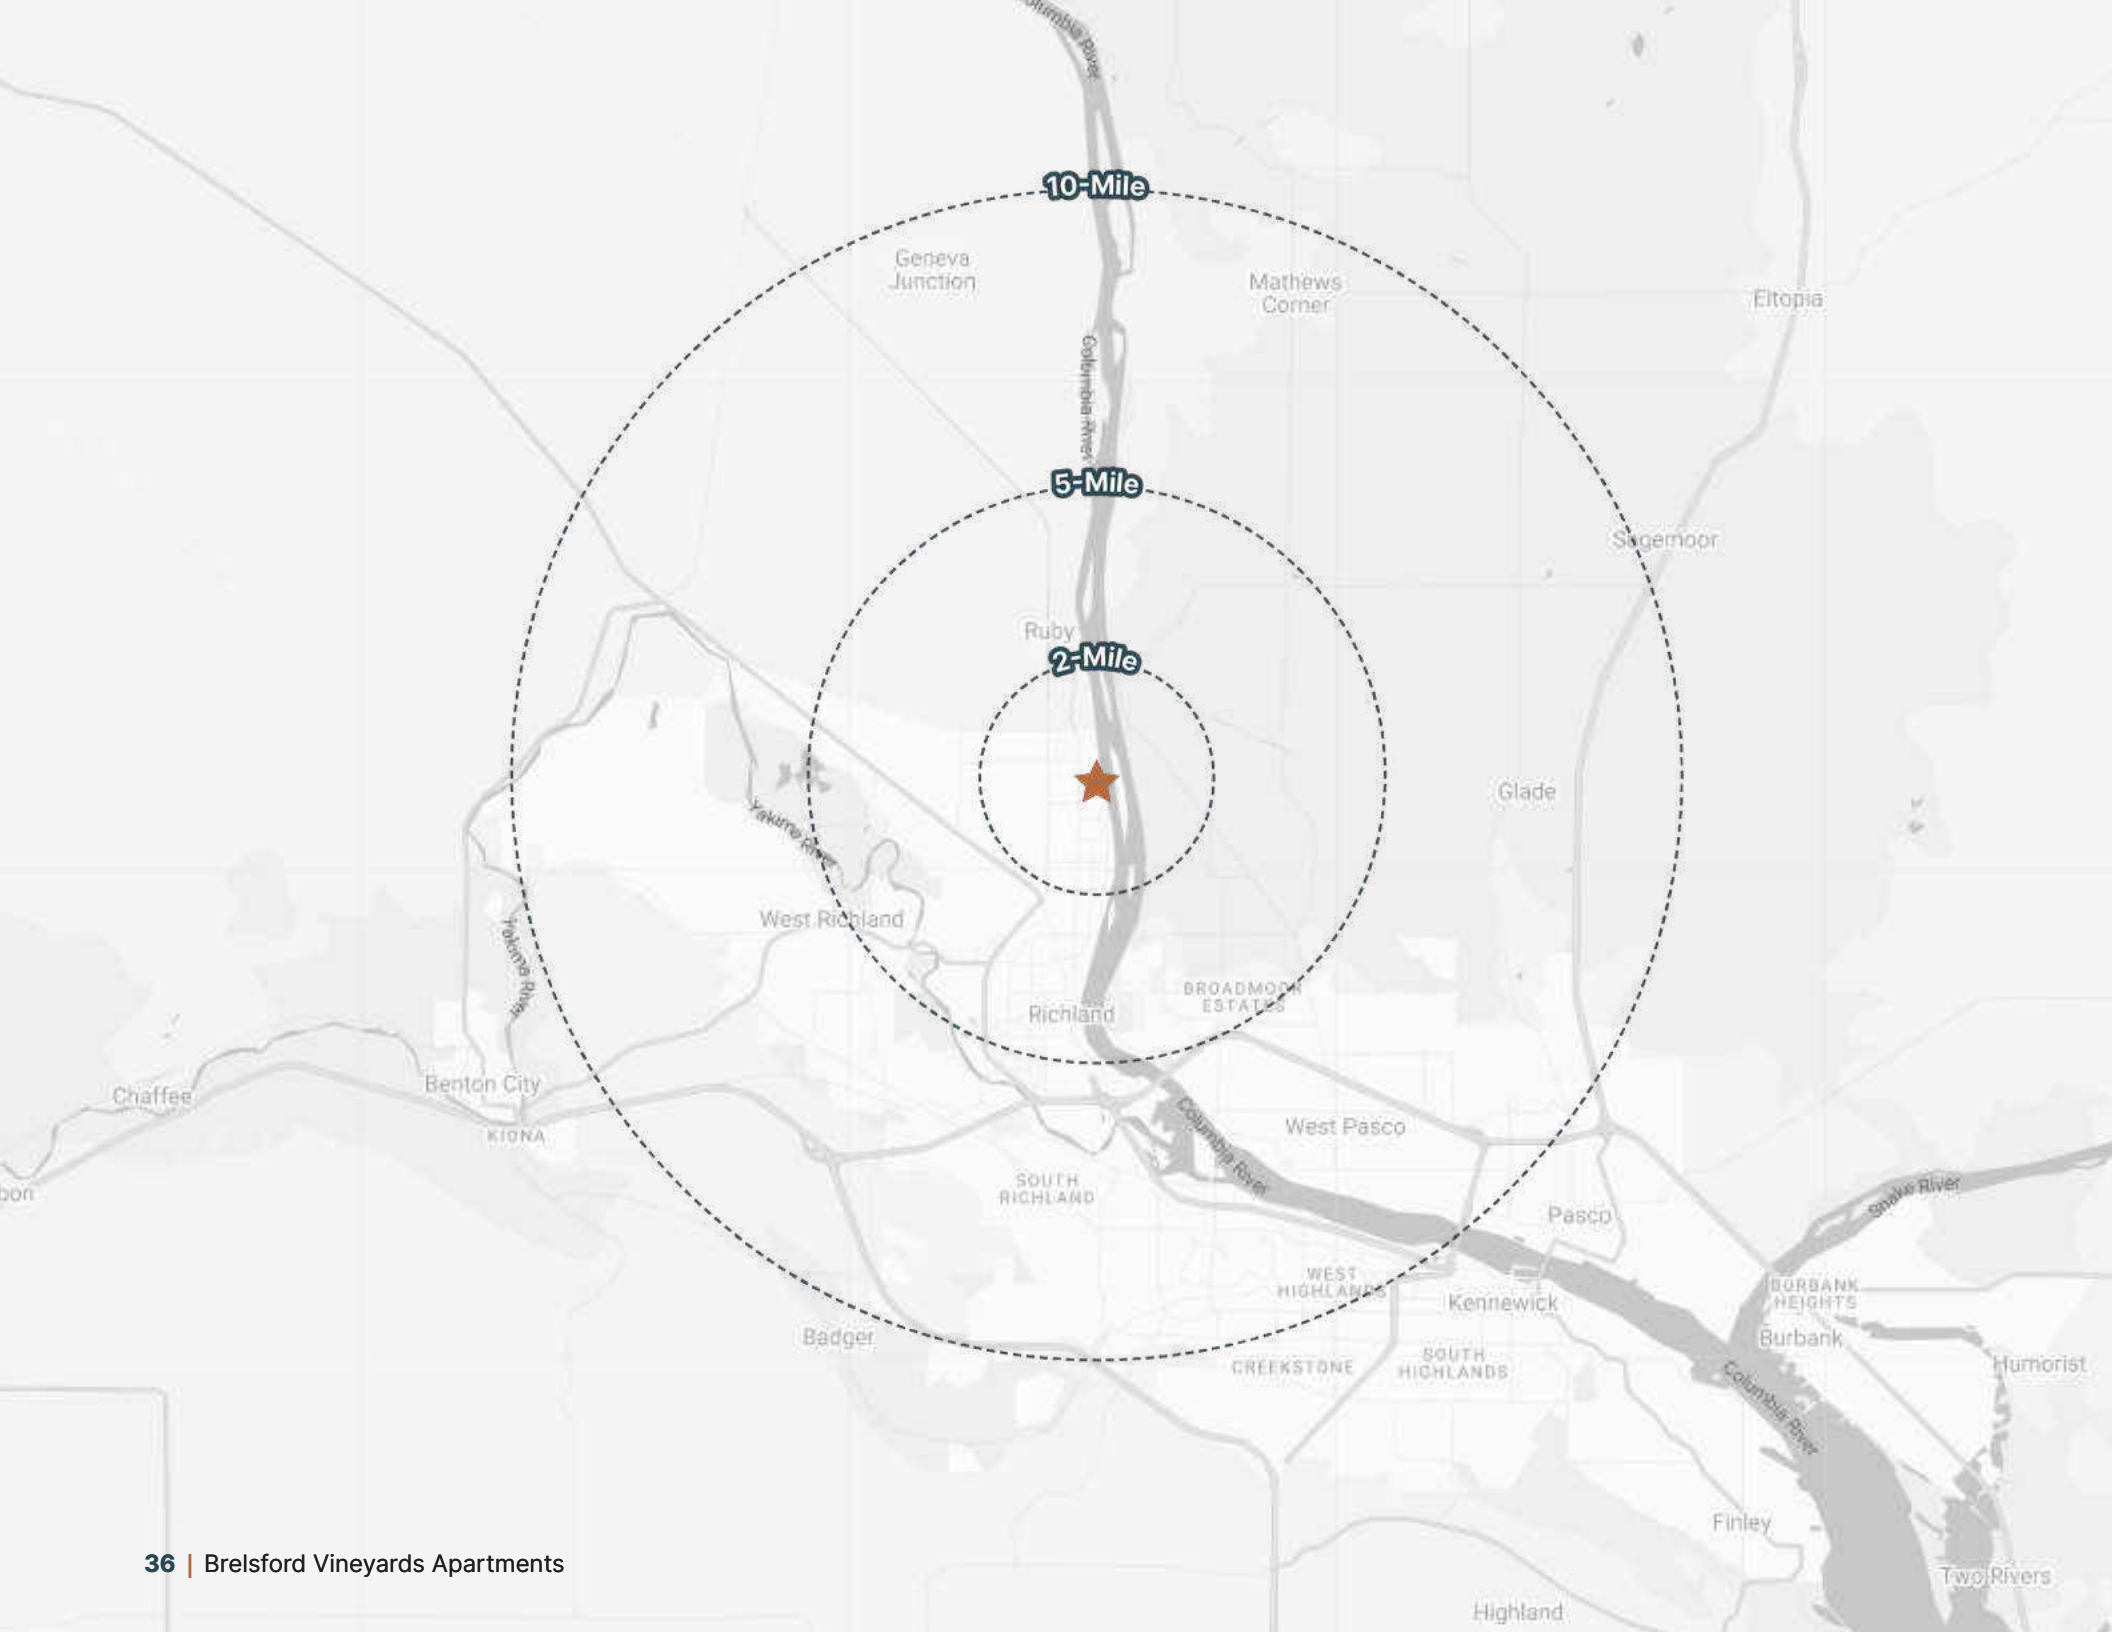 Columbia River
10-Mile
Geneva
Junction
Mathews
Corner
Eltopia
Columbia River
5-Mile
Sagemoor
Ruby
2-Mile
Glade
Yakima River
West Richland
Yakima River
BROADMOOR
ESTATES
Richland
Benton City
Chaffee
KIONA
West Pasco
Columbia River
SOUTH
RICHLAND
Snake River
Pasco
WEST
HIGHLANDS
Kennewick
BURBANK
HEIGHTS
Burbank
Badger
CREEKSTONE
SOUTH
HIGHLANDS
Humorist
Columbia River
Finley
36 | Brelsford Vineyards Apartments
Two Rivers
Highland